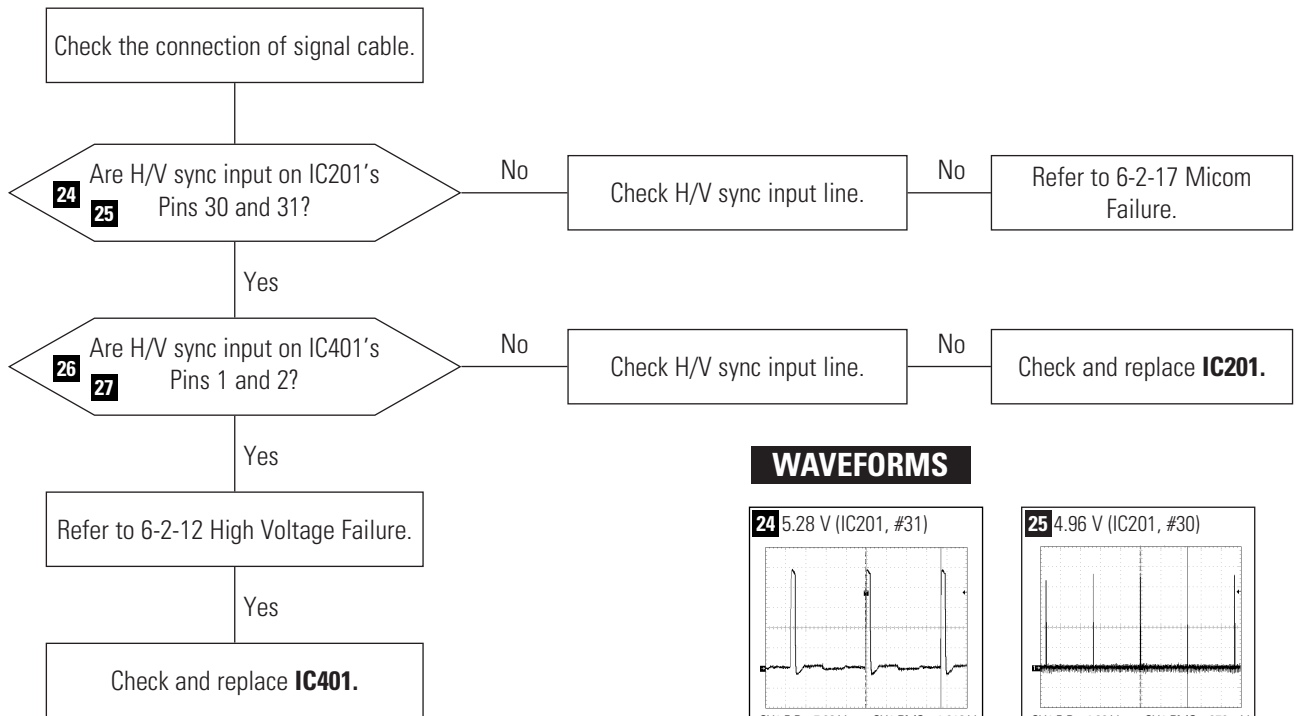 Check the connection of signal cable.
24 Are H/V sync input on IC201's
25 Pins 30 and 31?
No
Check H/V sync input line.
No
Refer to 6-2-17 Micom
Failure.
Yes
26 Are H/V sync input on IC401's
27 Pins 1 and 2?
No
Check H/V sync input line.
No
Check and replace IC201.
Yes
Refer to 6-2-12 High Voltage Failure.
Yes
Check and replace IC401.
WAVEFORMS
24 5.28 V (IC201, #31)
25 4.96 V (IC201, #30)